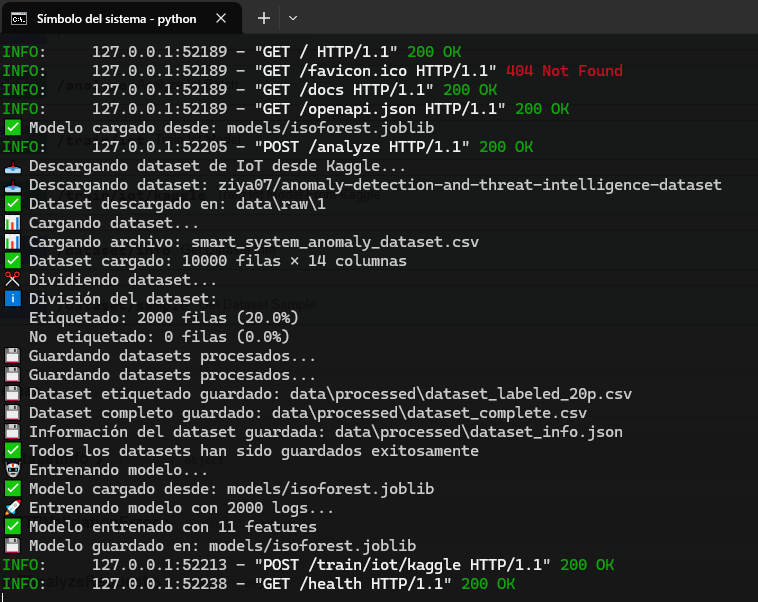 Símbolo del sistema - python
INFO: 127.0.0.1:52189 - "GET / HTTP/1.1" 200 OK
INFO: 127.0.0.1:52189 - "GET /favicon.ico HTTP/1.1" 404 Not Found
INFO: 127.0.0.1:52189 - "GET /docs HTTP/1.1" 200 OK
INFO: 127.0.0.1:52189 - "GET /openapi.json HTTP/1.1" 200 OK
✅ Modelo cargado desde: models/isoforest.joblib
INFO: 127.0.0.1:52205 - "POST /analyze HTTP/1.1" 200 OK
📥 Descargando dataset de IoT desde Kaggle...
📥 Descargando dataset: ziya07/anomaly-detection-and-threat-intelligence-dataset
✅ Dataset descargado en: data\raw\1
📊 Cargando dataset...
📊 Cargando archivo: smart_system_anomaly_dataset.csv
✅ Dataset cargado: 10000 filas × 14 columnas
✂️ Dividiendo dataset...
ℹ️ División del dataset:
Etiquetado: 2000 filas (20.0%)
No etiquetado: 0 filas (0.0%)
💾 Guardando datasets procesados...
💾 Guardando datasets procesados...
💾 Dataset etiquetado guardado: data\processed\dataset_labeled_20p.csv
💾 Dataset completo guardado: data\processed\dataset_complete.csv
💾 Información del dataset guardada: data\processed\dataset_info.json
✅ Todos los datasets han sido guardados exitosamente
🤖 Entrenando modelo...
✅ Modelo cargado desde: models/isoforest.joblib
🚀 Entrenando modelo con 2000 logs...
✅ Modelo entrenado con 11 features
💾 Modelo guardado en: models/isoforest.joblib
INFO: 127.0.0.1:52213 - "POST /train/iot/kaggle HTTP/1.1" 200 OK
INFO: 127.0.0.1:52238 - "GET /health HTTP/1.1" 200 OK